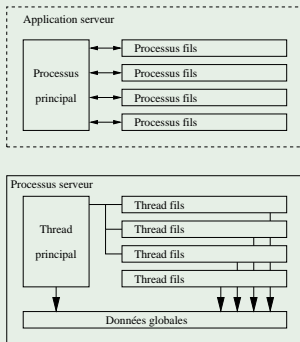 Application serveur
Processus
principal
Processus fils
Processus fils
Processus fils
Processus fils
Processus serveur
Thread
principal
Thread fils
Thread fils
Thread fils
Thread fils
Données globales